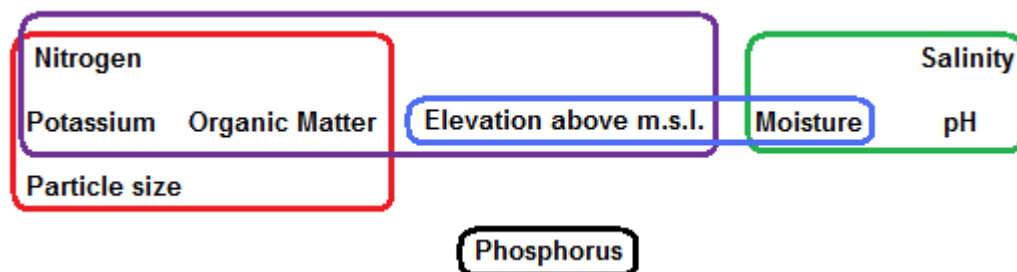 Nitrogen Salinity
Potassium Organic Matter Elevation above m.s.l. Moisture pH
Particle size
Phosphorus